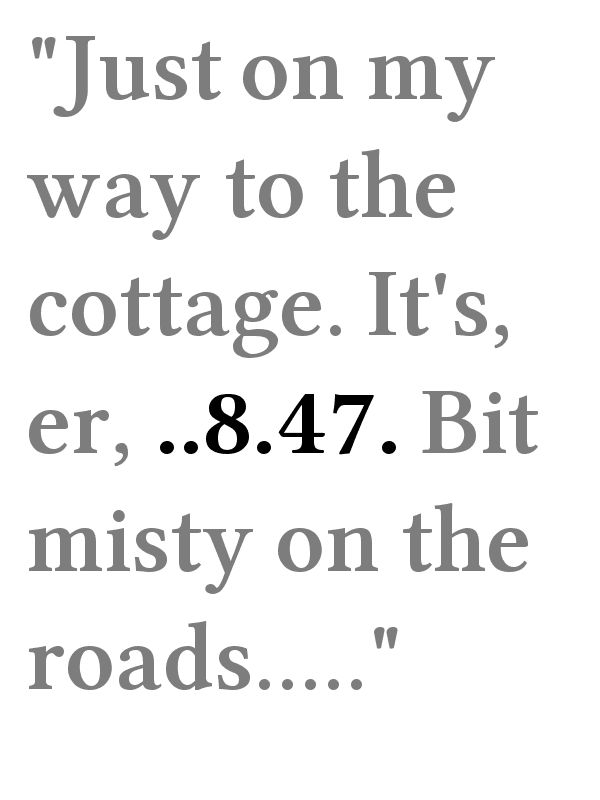 "Just on my
way to the
cottage. It's,
er, ..8.47. Bit
misty on the
roads....."